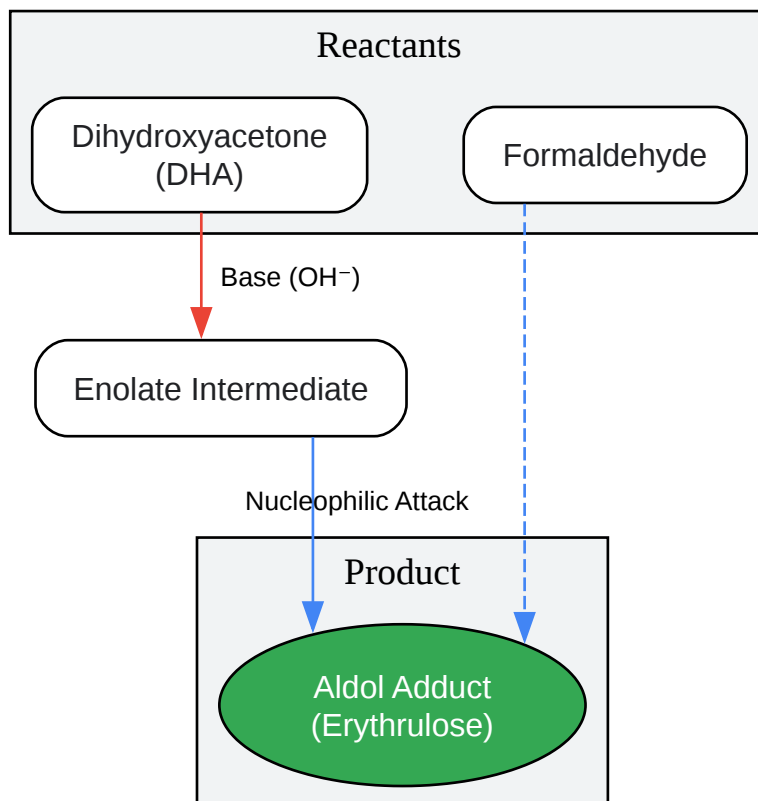 Reactants
Dihydroxyacetone
(DHA)
Formaldehyde
Base (OH⁻)
Enolate Intermediate
Nucleophilic Attack
Product
Aldol Adduct
(Erythrulose)